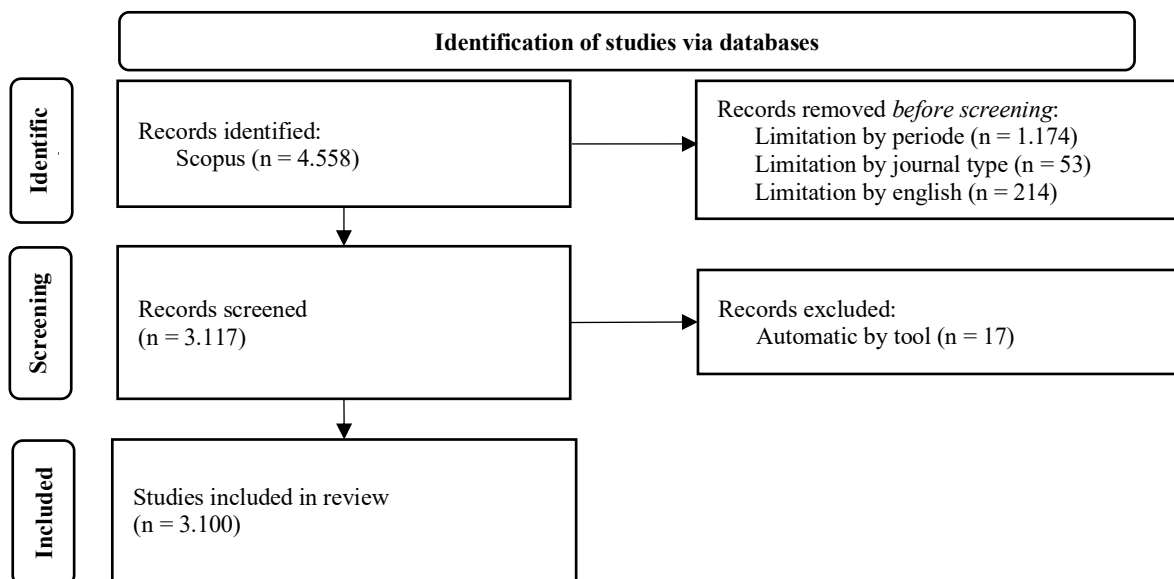 Identification of studies via databases
Identific
Records identified:
Scopus (n = 4.558)
Records removed before screening:
Limitation by periode (n = 1.174)
Limitation by journal type (n = 53)
Limitation by english (n = 214)
Screening
Records screened
(n = 3.117)
Records excluded:
Automatic by tool (n = 17)
Included
Studies included in review
(n = 3.100)